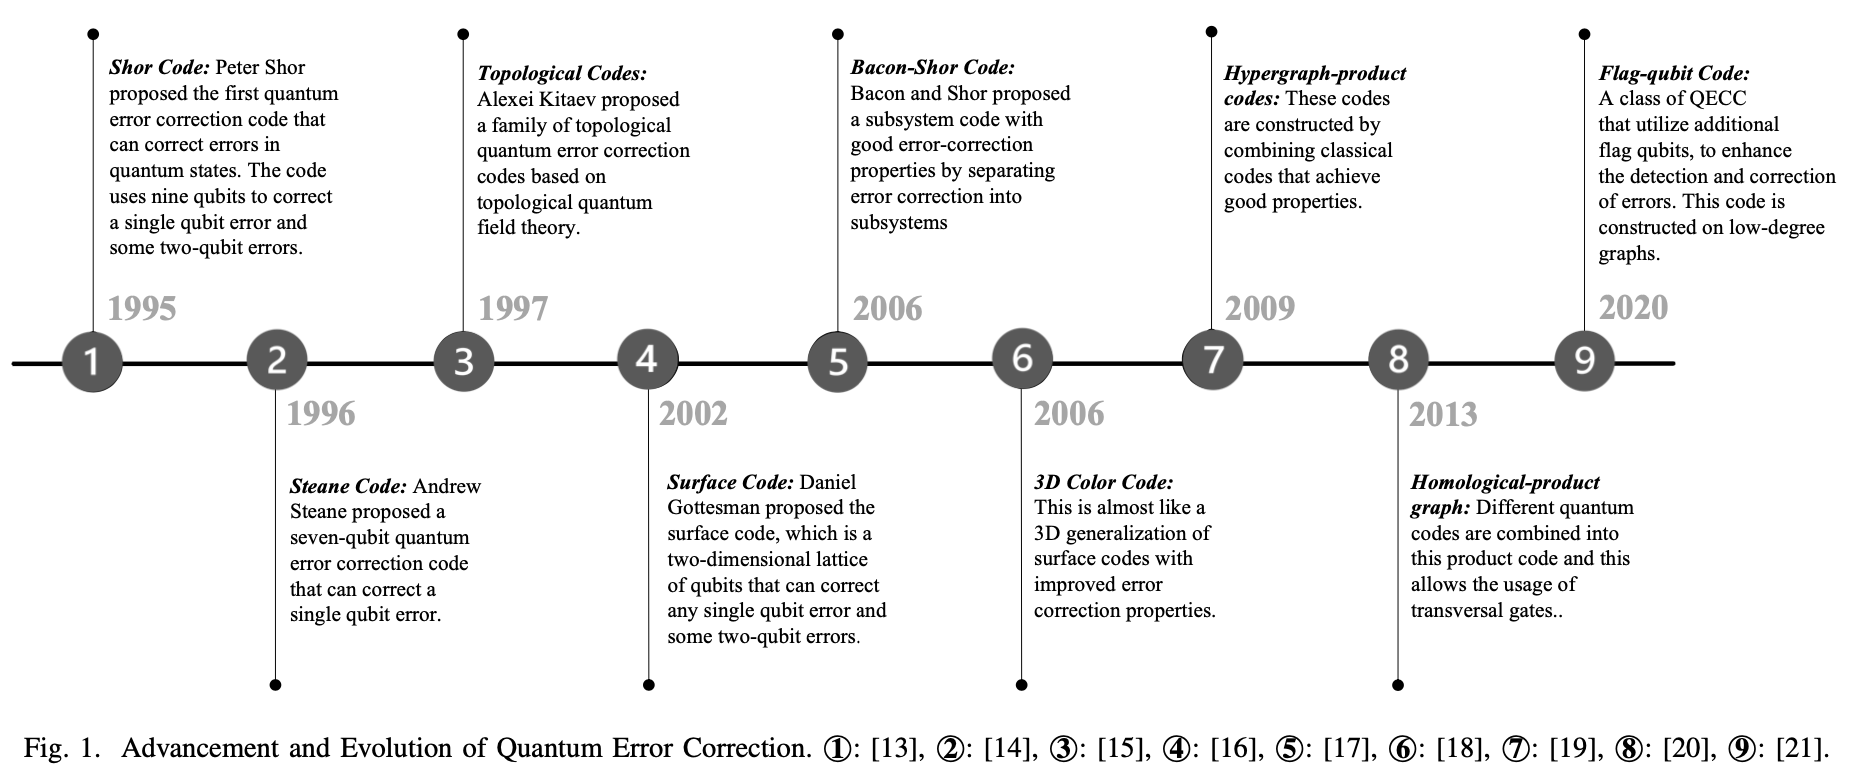 Shor Code: Peter Shor
proposed the first quantum
error correction code that
can correct errors in
quantum states. The code
uses nine qubits to correct
a single qubit error and
some two-qubit errors.
1995
Topological Codes:
Alexei Kitaev proposed
a family of topological
quantum error correction
codes based on
topological quantum
field theory.
1997
Bacon-Shor Code:
Bacon and Shor proposed
a subsystem code with
good error-correction
properties by separating
error correction into
subsystems
2006
Hypergraph-product
codes: These codes
are constructed by
combining classical
codes that achieve
good properties.
2009
Flag-qubit Code:
A class of QECC
that utilize additional
flag qubits, to enhance
the detection and correction
of errors. This code is
constructed on low-degree
graphs.
2020
1 2 3 4 5 6 7 8 9
1996
Steane Code: Andrew
Steane proposed a
seven-qubit quantum
error correction code
that can correct a
single qubit error.
2002
Surface Code: Daniel
Gottesman proposed the
surface code, which is a
two-dimensional lattice
of qubits that can correct
any single qubit error and
some two-qubit errors.
2006
3D Color Code:
This is almost like a
3D generalization of
surface codes with
improved error
correction properties.
2013
Homological-product
graph: Different quantum
codes are combined into
this product code and this
allows the usage of
transversal gates..
Fig. 1. Advancement and Evolution of Quantum Error Correction. ①: [13], ②: [14], ③: [15], ④: [16], ⑤: [17], ⑥: [18], ⑦: [19], ⑧: [20], ⑨: [21].